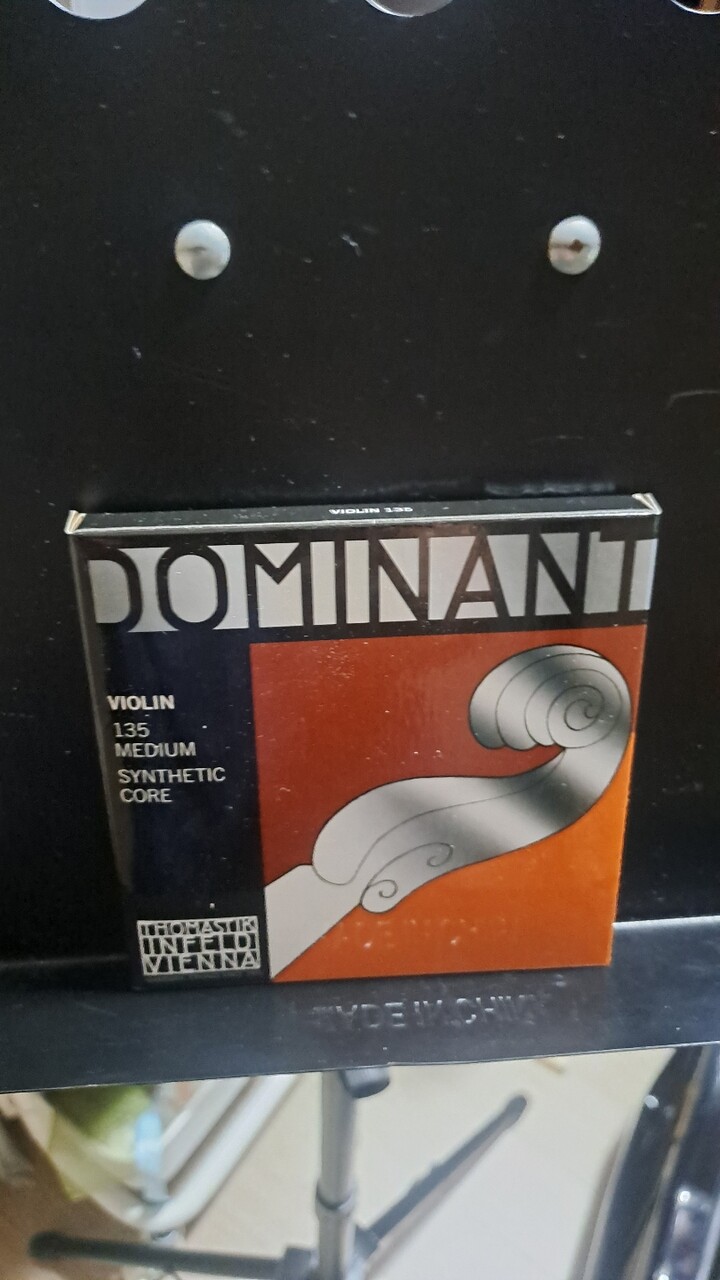 VIOLIN 135
DOMINANT
VIOLIN
135
MEDIUM
SYNTHETIC
CORE
THOMASTIK
INFELD
VIENNA
MADE IN CHINA